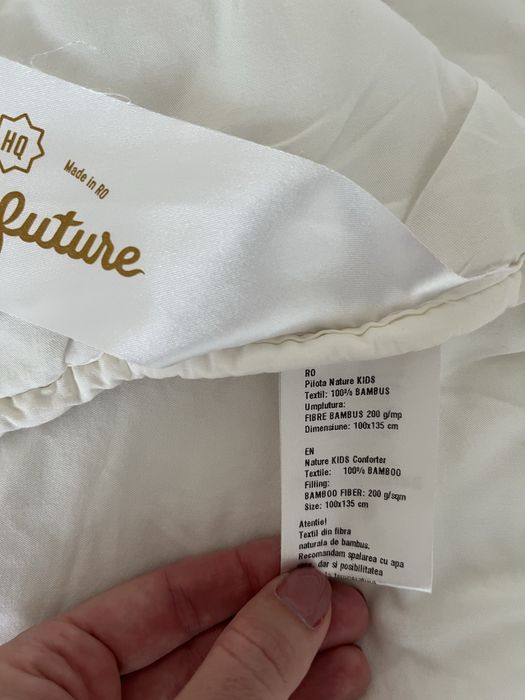 HQ
Made in RO
future
RO
Pilota Nature KIDS
Textil: 100% BAMBUS
Umplutura:
FIBRE BAMBUS 200 g/mp
Dimensiune: 100x135 cm
EN
Nature KIDS Conforter
Textile: 100% BAMBOO
Filling:
BAMBOO FIBER: 200 g/sqm
Size: 100x135 cm
Atentie!
Textil din fibra
naturala de bambus.
Recomandam spalarea cu apa
dar si posibilitatea
temperatura